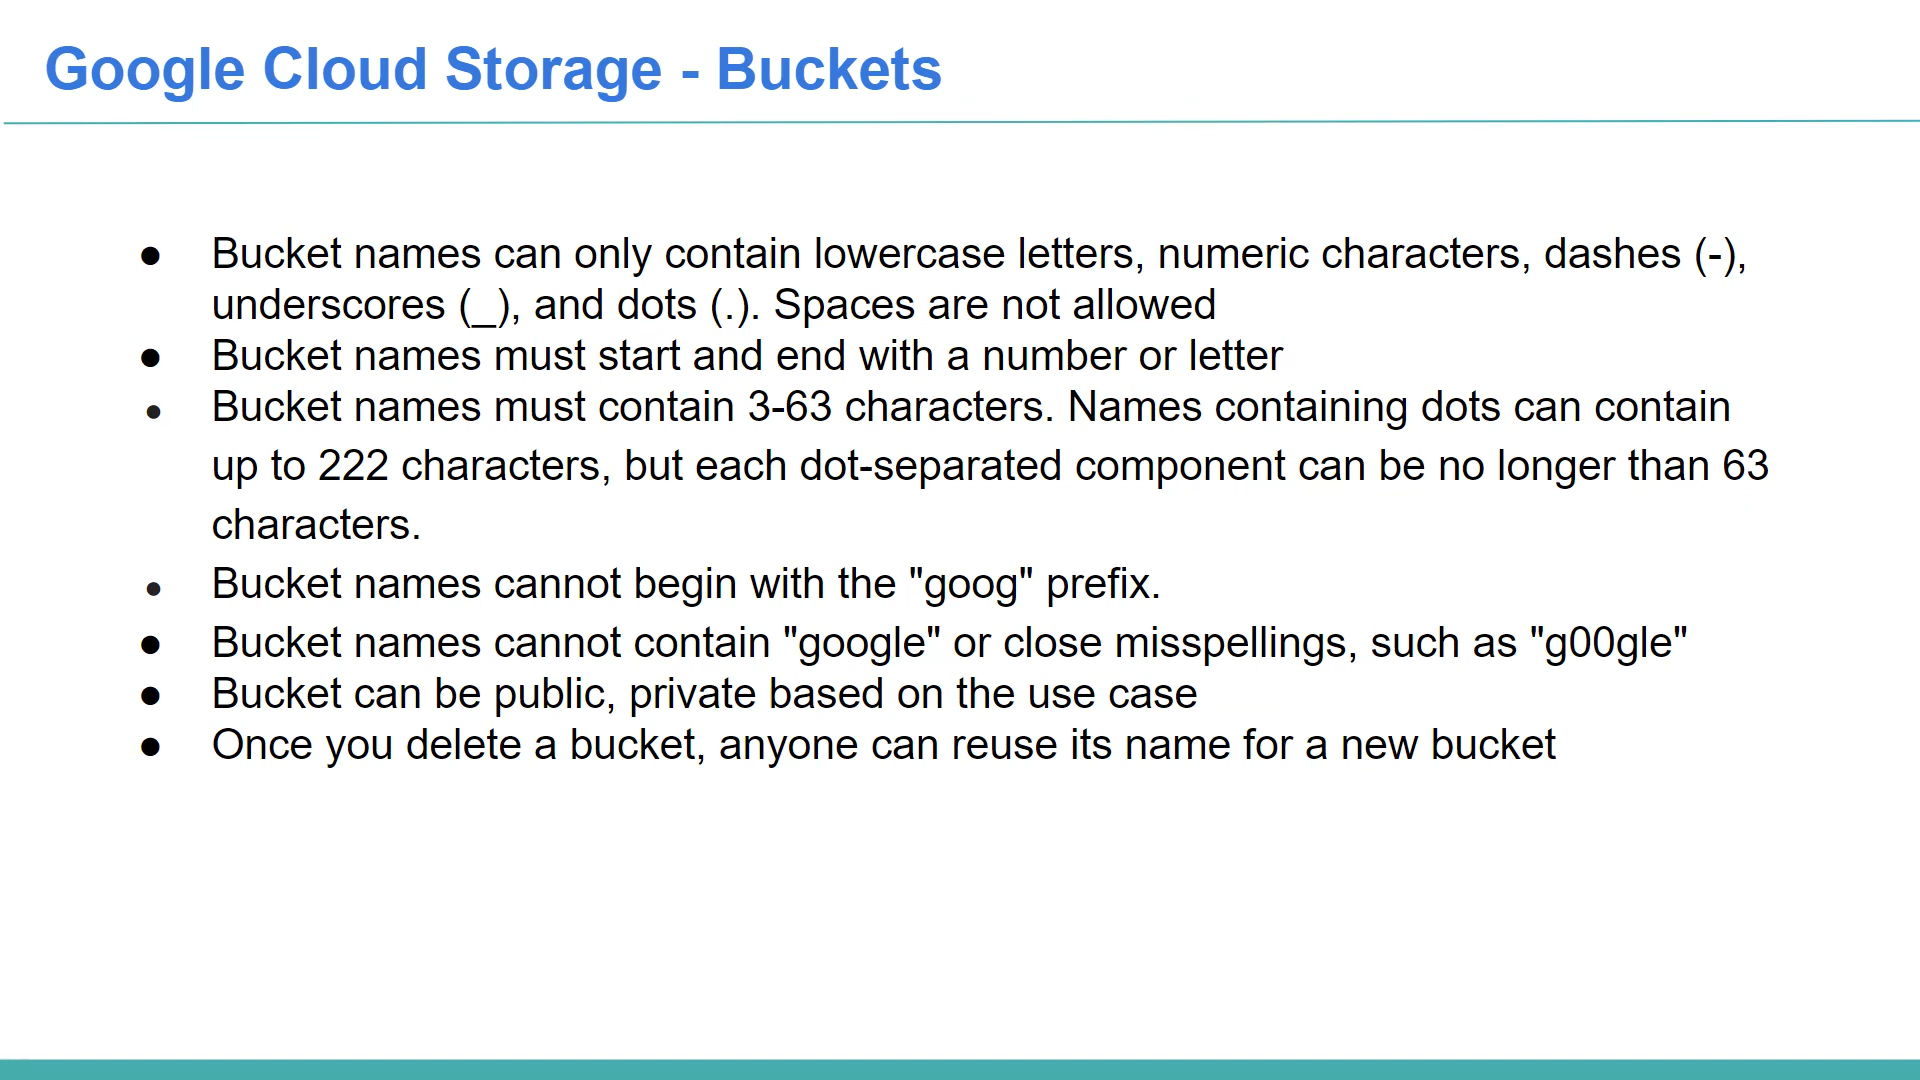 Google Cloud Storage - Buckets
● Bucket names can only contain lowercase letters, numeric characters, dashes (-),
underscores (_), and dots (.). Spaces are not allowed
● Bucket names must start and end with a number or letter
● Bucket names must contain 3-63 characters. Names containing dots can contain
up to 222 characters, but each dot-separated component can be no longer than 63
characters.
● Bucket names cannot begin with the "goog" prefix.
● Bucket names cannot contain "google" or close misspellings, such as "g00gle"
● Bucket can be public, private based on the use case
● Once you delete a bucket, anyone can reuse its name for a new bucket